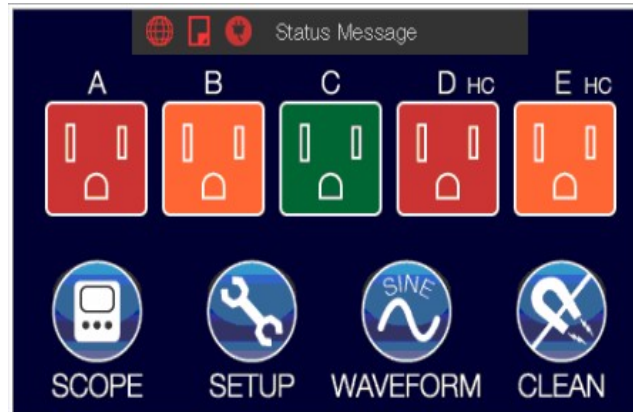 Status Message
A B C D HC E HC
SINE
SCOPE SETUP WAVEFORM CLEAN